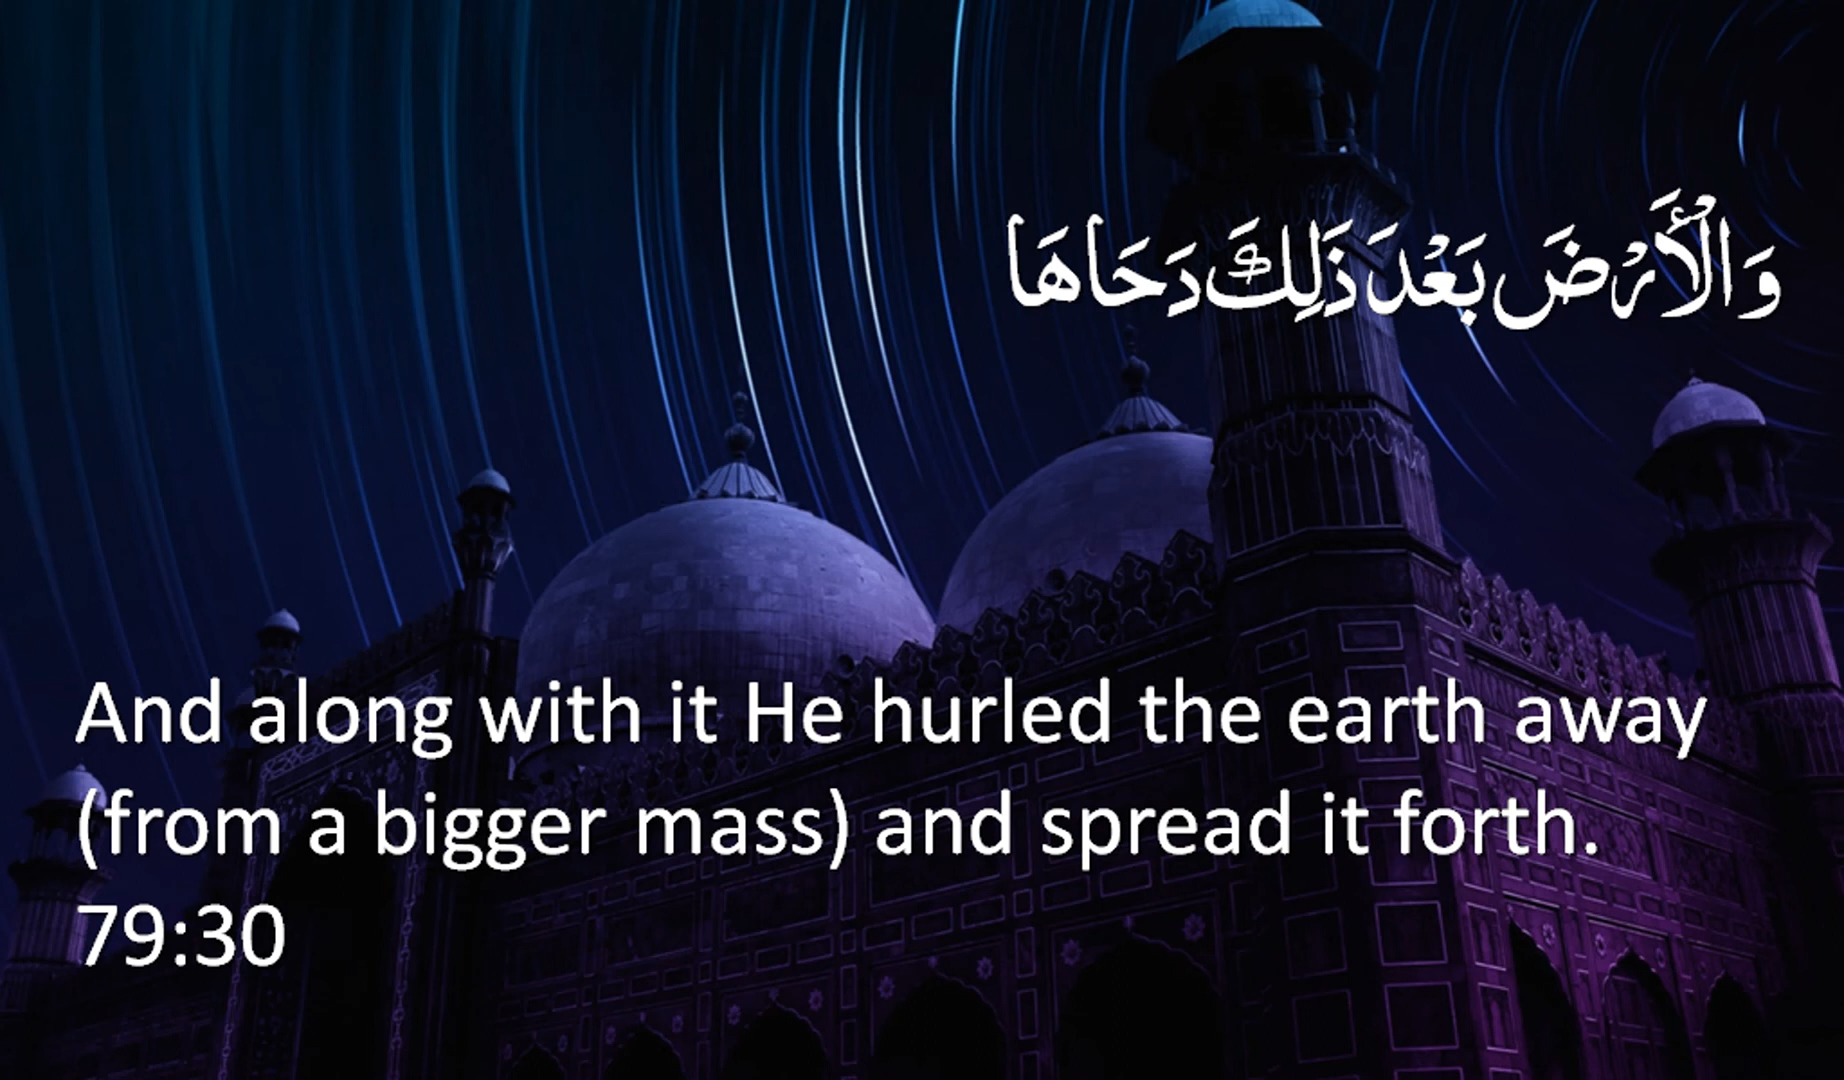 وَالْأَرْضَ بَعْدَ ذَلِكَ دَحَاهَا
And along with it He hurled the earth away
(from a bigger mass) and spread it forth.
79:30